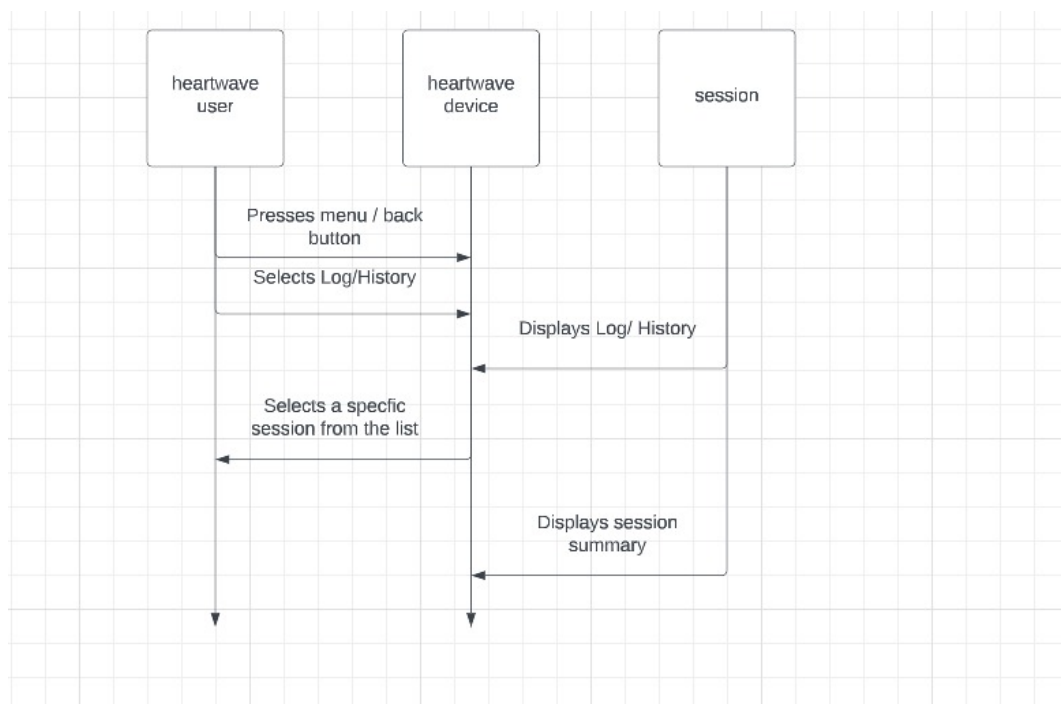 heartwave
user
heartwave
device
session
Presses menu / back
button
Selects Log/History
Displays Log/ History
Selects a specfic
session from the list
Displays session
summary